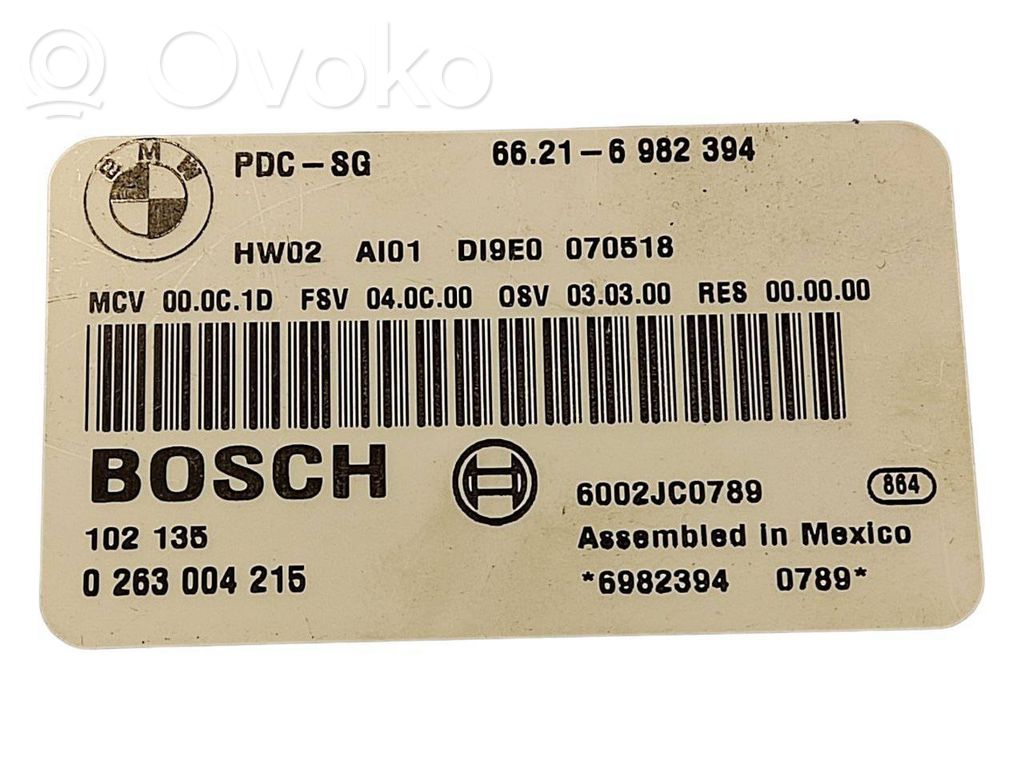 Ovoko
BMW
PDC-SG 66.21-6 982 394
HW02 AI01 DI9E0 070518
MCV 00.0C.1D FSV 04.0C.00 OSV 03.03.00 RES 00.00.00
BOSCH
6002JC0789 864
102 135 Assembled in Mexico
0 263 004 215 *6982394 0789*